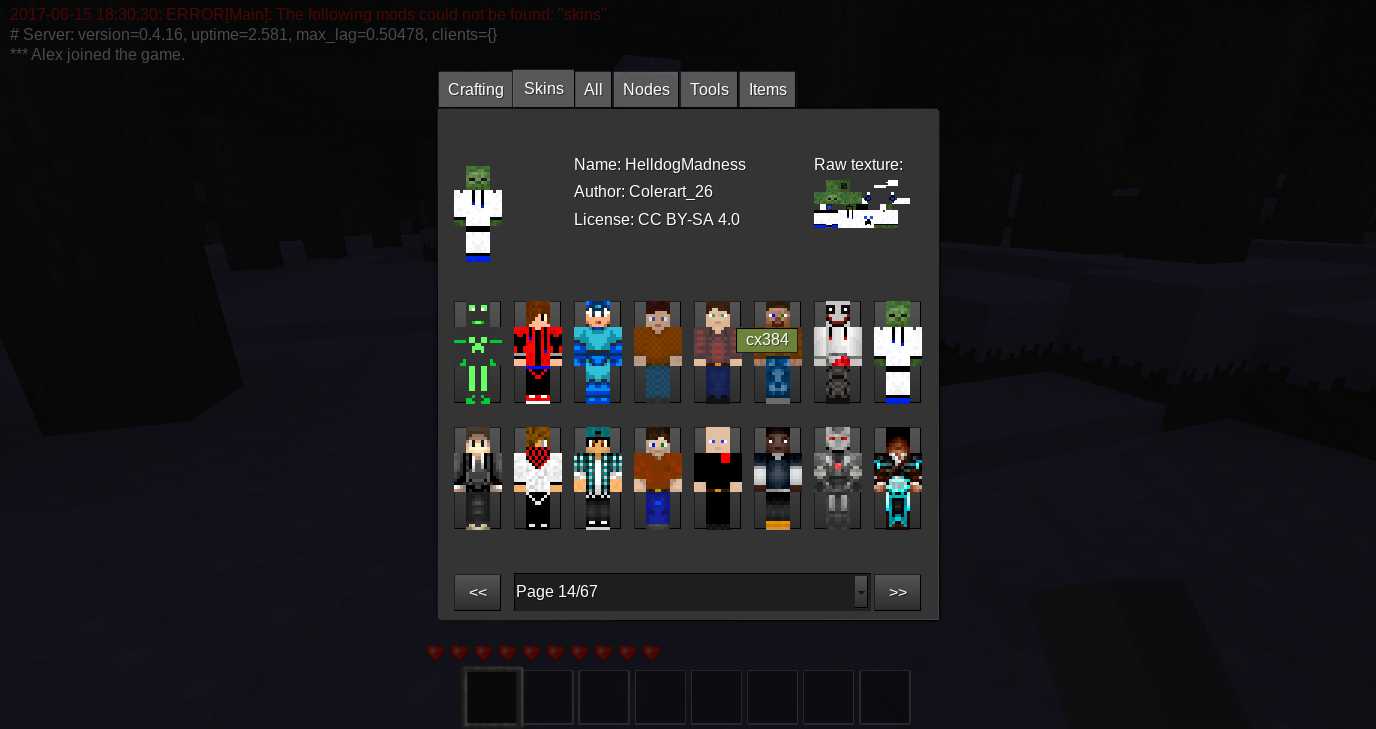 2017-06-15 18:30:30: ERROR[Main]: The following mods could not be found: "skins"
# Server: version=0.4.16, uptime=2.581, max_lag=0.50478, clients={}
*** Alex joined the game.
Crafting Skins All Nodes Tools Items
Name: HelldogMadness
Author: Colerart_26
License: CC BY-SA 4.0
Raw texture:
cx384
<< Page 14/67 >>